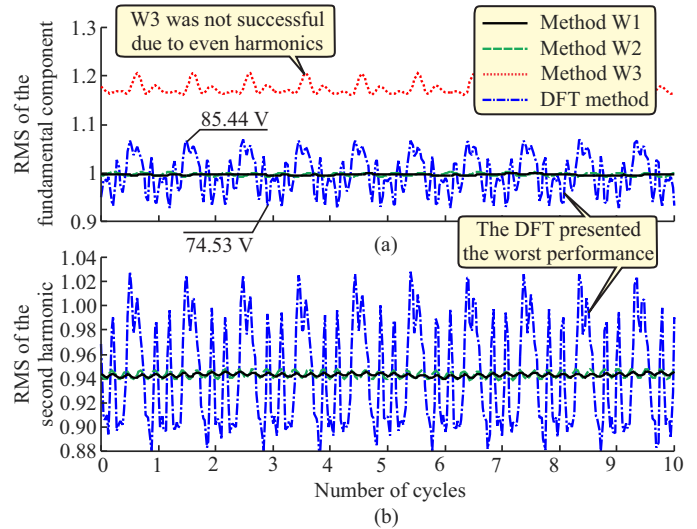 W3 was not successful
due to even harmonics
Method W1
Method W2
Method W3
DFT method
RMS of the
fundamental component
1.3
1.2
1.1
1
0.9
85.44 V
74.53 V
(a)
The DFT presented
the worst performance
RMS of the
second harmonic
1.04
1.02
1.00
0.98
0.96
0.94
0.92
0.90
0.88
0 1 2 3 4 5 6 7 8 9 10
Number of cycles
(b)